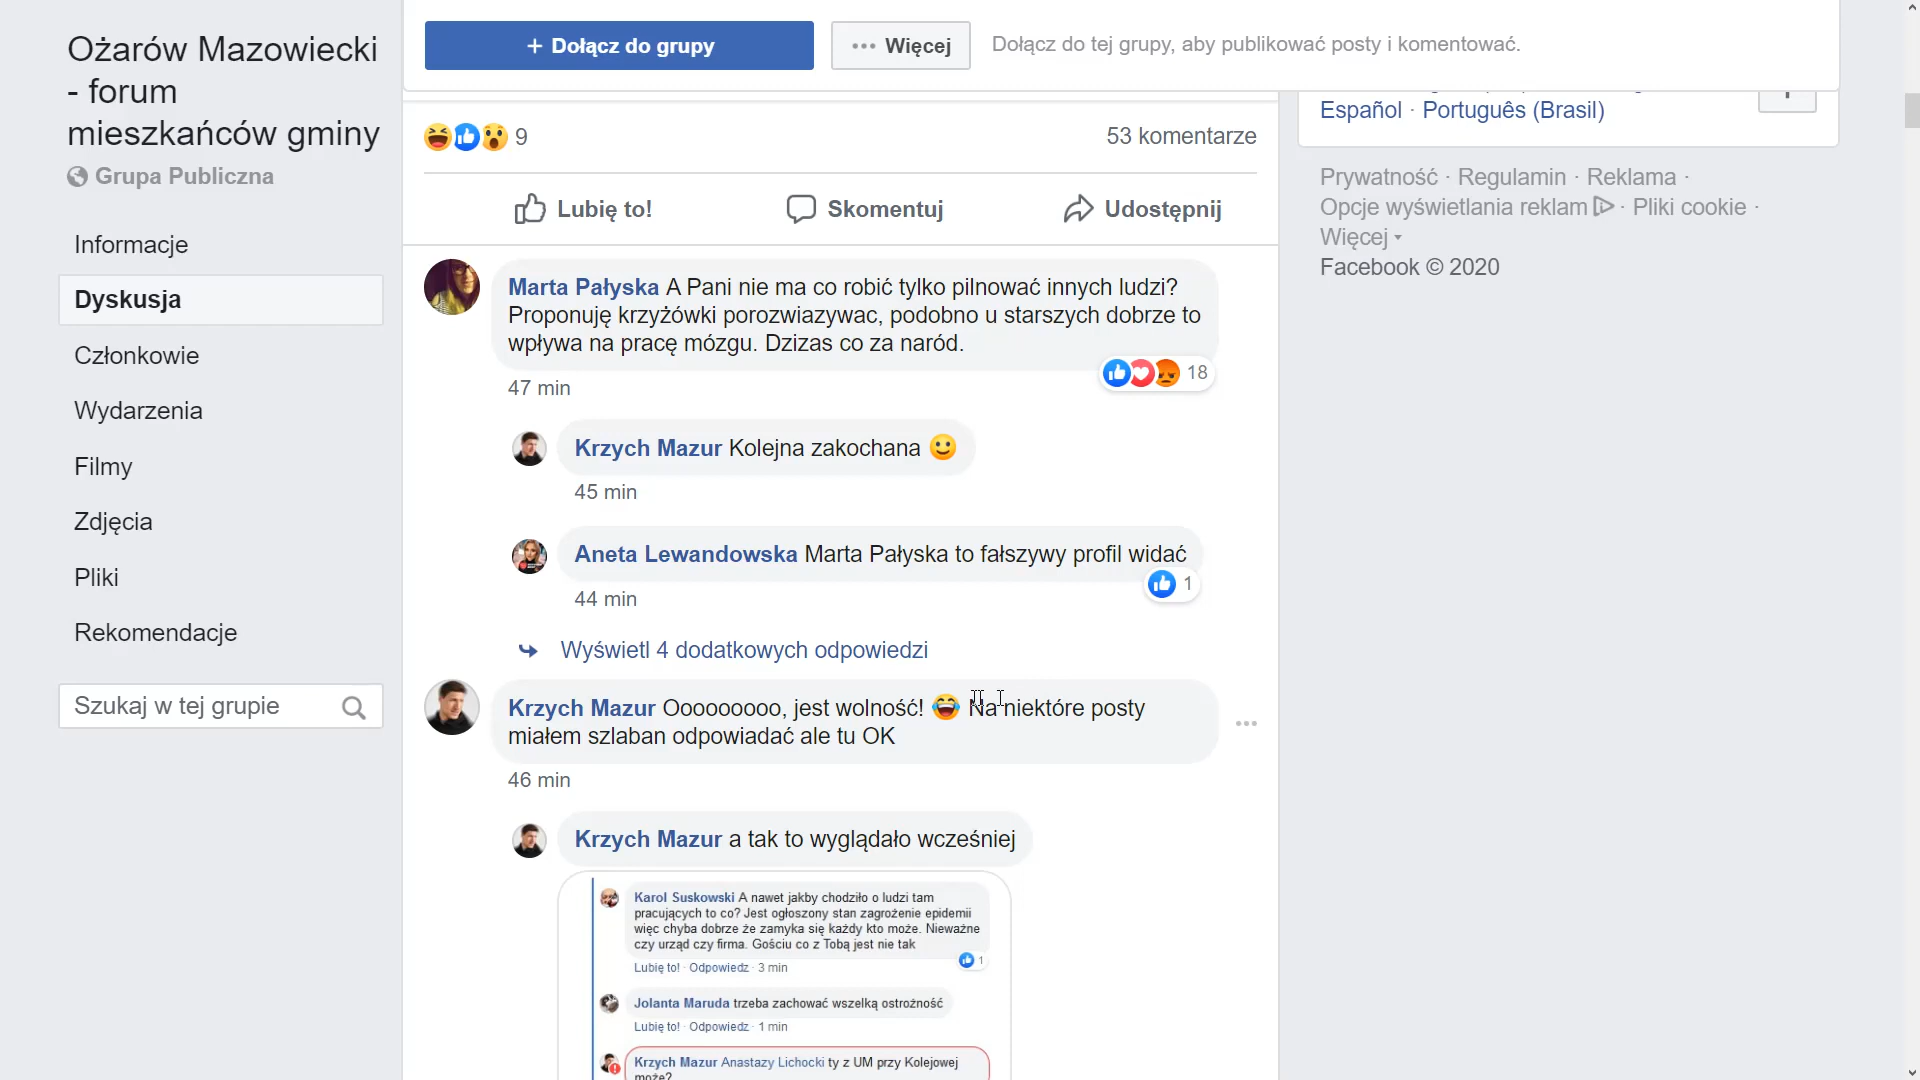 Ożarów Mazowiecki
- forum
mieszkańców gminy
Grupa Publiczna
Informacje
Dyskusja
Członkowie
Wydarzenia
Filmy
Zdjęcia
Pliki
Rekomendacje
Szukaj w tej grupie
+ Dołącz do grupy
Więcej
Dołącz do tej grupy, aby publikować posty i komentować.
9
53 komentarze
Lubię to!
Skomentuj
Udostępnij
Marta Pałyska A Pani nie ma co robić tylko pilnować innych ludzi?
Proponuję krzyżówki porozwiazywac, podobno u starszych dobrze to
wpływa na pracę mózgu. Dzizas co za naród.
18
47 min
Krzych Mazur Kolejna zakochana 🙂
45 min
Aneta Lewandowska Marta Pałyska to fałszywy profil widać
1
44 min
Wyświetl 4 dodatkowych odpowiedzi
Krzych Mazur Ooooooooo, jest wolność! 😂 Na niektóre posty
miałem szlaban odpowiadać ale tu OK
46 min
Krzych Mazur a tak to wyglądało wcześniej
Karol Suskowski A nawet jakby chodziło o ludzi tam
pracujących to co? Jest ogłoszony stan zagrożenie epidemii
więc chyba dobrze że zamyka się każdy kto może. Nieważne
czy urząd czy firma. Gościu co z Tobą jest nie tak
1
Lubię to! · Odpowiedz · 3 min
Jolanta Maruda trzeba zachować wszelką ostrożność
Lubię to! · Odpowiedz · 1 min
Krzych Mazur Anastazy Lichocki ty z UM przy Kolejowej
może?
Español · Português (Brasil)
Prywatność · Regulamin · Reklama ·
Opcje wyświetlania reklam · Pliki cookie ·
Więcej
Facebook © 2020